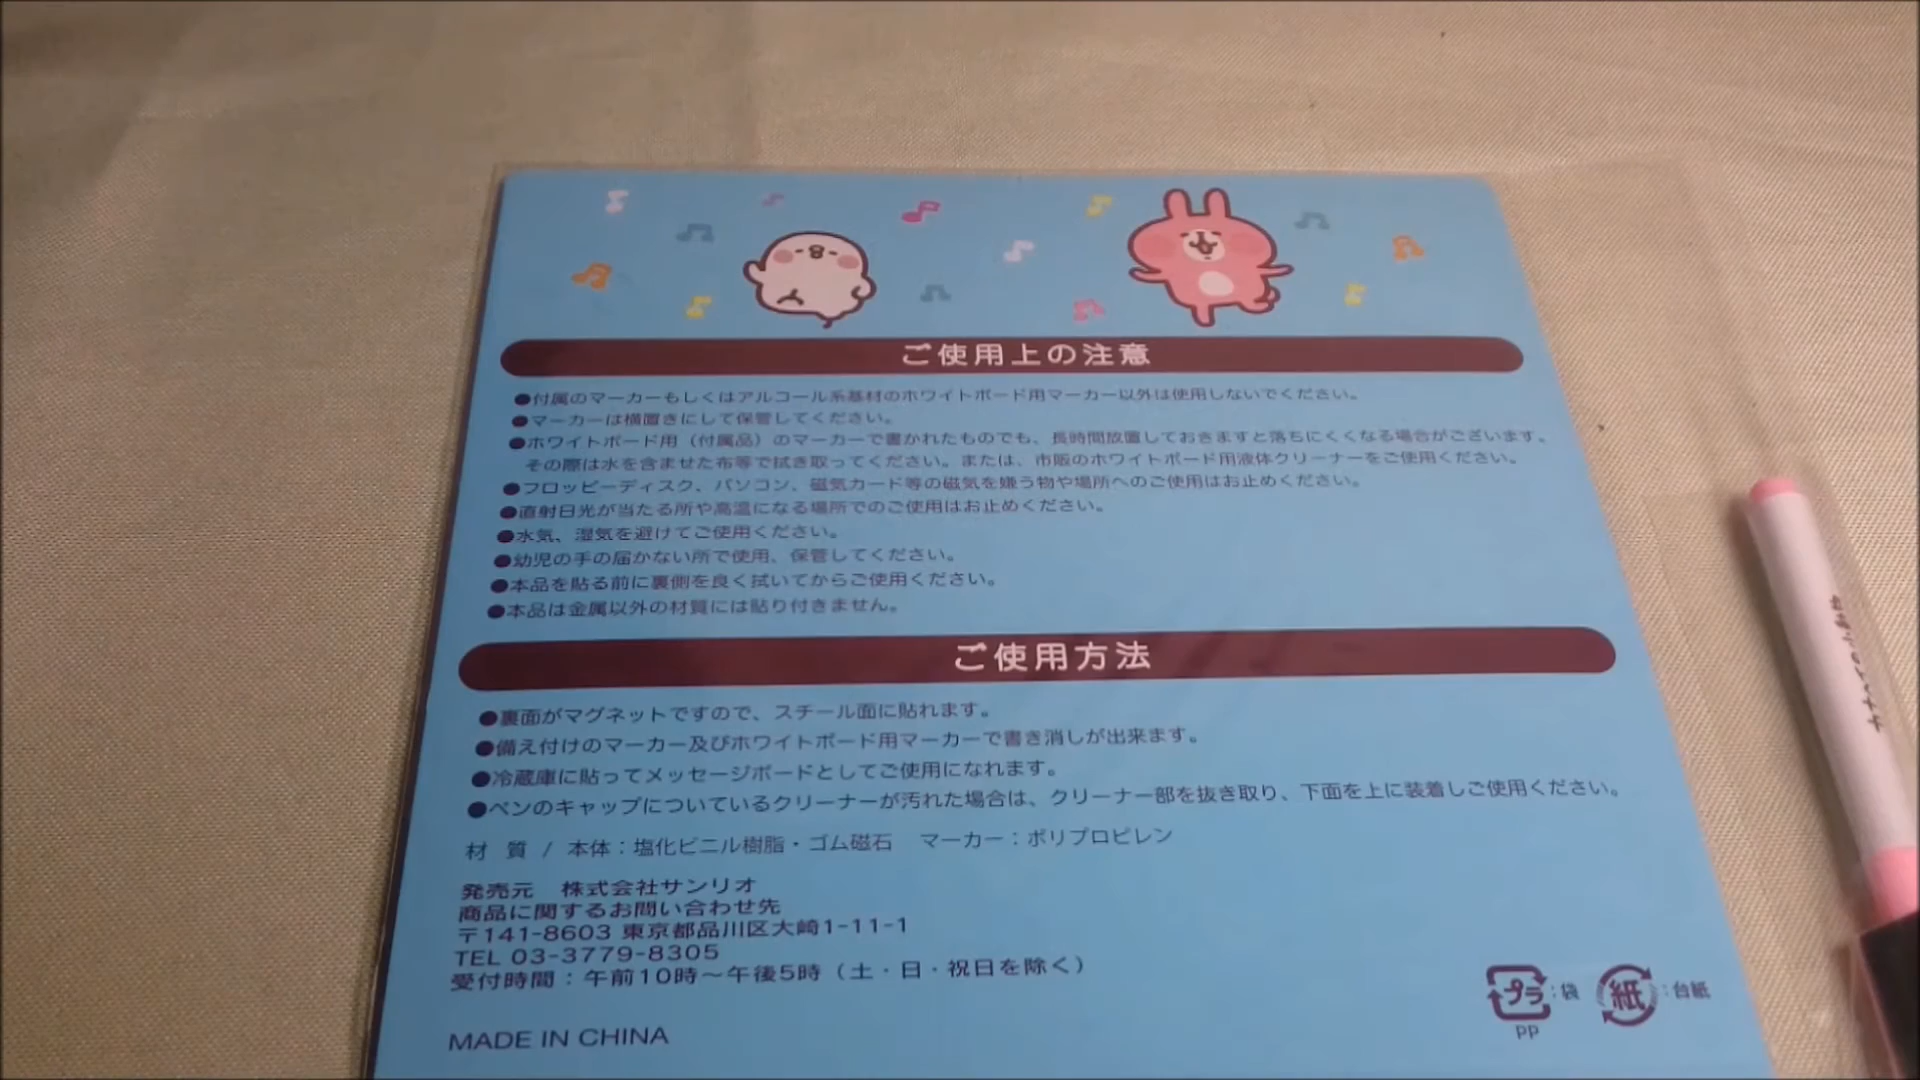 ご使用上の注意
●付属のマーカーもしくはアルコール系基材のホワイトボード用マーカー以外は使用しないでください。
●マーカーは横置きにして保管してください。
●ホワイトボード用（付属品）のマーカーで書かれたものでも、長時間放置しておきますと落ちにくくなる場合がございます。
その際は水を含ませた布等で拭き取ってください。または、市販のホワイトボード用液体クリーナーをご使用ください。
●フロッピーディスク、パソコン、磁気カード等の磁気を嫌う物や場所へのご使用はお止めください。
●直射日光が当たる所や高温になる場所でのご使用はお止めください。
●水気、湿気を避けてご使用ください。
●幼児の手の届かない所で使用、保管してください。
●本品を貼る前に裏側を良く拭いてからご使用ください。
●本品は金属以外の材質には貼り付きません。
ご使用方法
●裏面がマグネットですので、スチール面に貼れます。
●備え付けのマーカー及びホワイトボード用マーカーで書き消しが出来ます。
●冷蔵庫に貼ってメッセージボードとしてご使用になれます。
●ペンのキャップについているクリーナーが汚れた場合は、クリーナー部を抜き取り、下面を上に装着しご使用ください。
材 質 / 本体：塩化ビニル樹脂・ゴム磁石 マーカー：ポリプロピレン
発売元 株式会社サンリオ
商品に関するお問い合わせ先
〒141-8603 東京都品川区大崎1-11-1
TEL 03-3779-8305
受付時間：午前10時～午後5時（土・日・祝日を除く）
MADE IN CHINA
プラ：袋 紙：台紙
PP